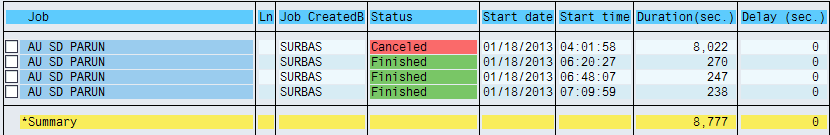 Job Ln Job CreatedB Status Start date Start time Duration(sec.) Delay (sec.)
AU SD PARUN SURBAS Canceled 01/18/2013 04:01:58 8,022 0
AU SD PARUN SURBAS Finished 01/18/2013 06:20:27 270 0
AU SD PARUN SURBAS Finished 01/18/2013 06:48:07 247 0
AU SD PARUN SURBAS Finished 01/18/2013 07:09:59 238 0
*Summary 8,777 0